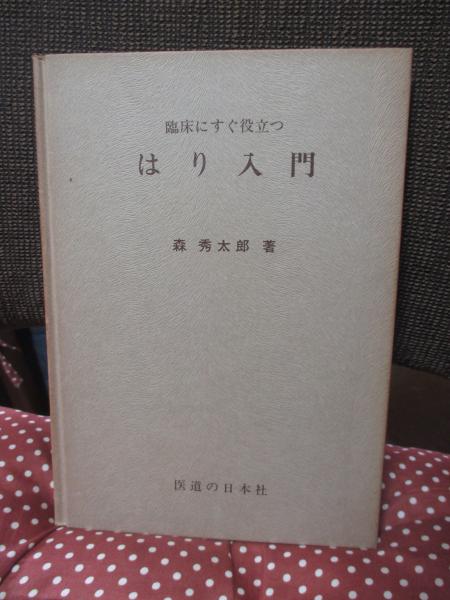 臨床にすぐ役立つ
はり入門
森 秀太郎 著
医道の日本社